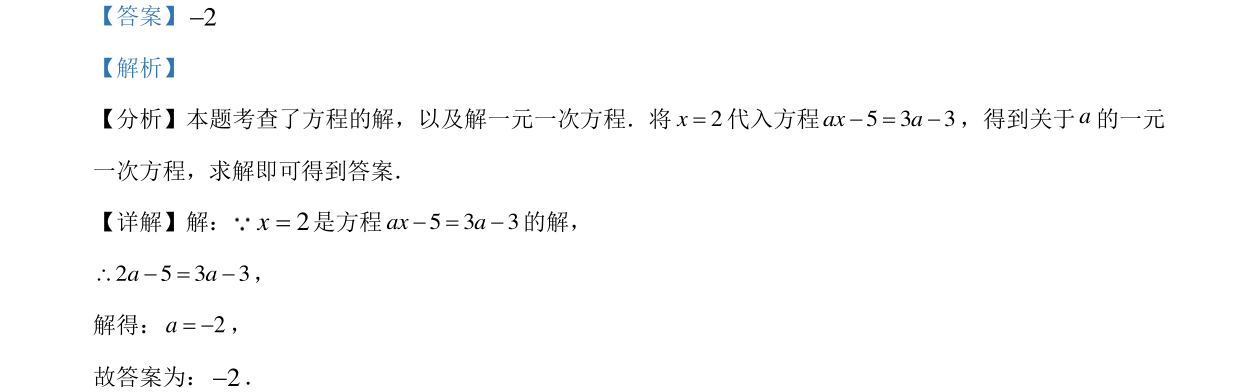 【答案】−2
【解析】
【分析】本题考查了方程的解，以及解一元一次方程．将 x = 2 代入方程 ax − 5 = 3a − 3，得到关于 a 的一元
一次方程，求解即可得到答案．
【详解】解：∵ x = 2 是方程 ax − 5 = 3a − 3 的解，
∴ 2a − 5 = 3a − 3，
解得：a = −2，
故答案为：−2．